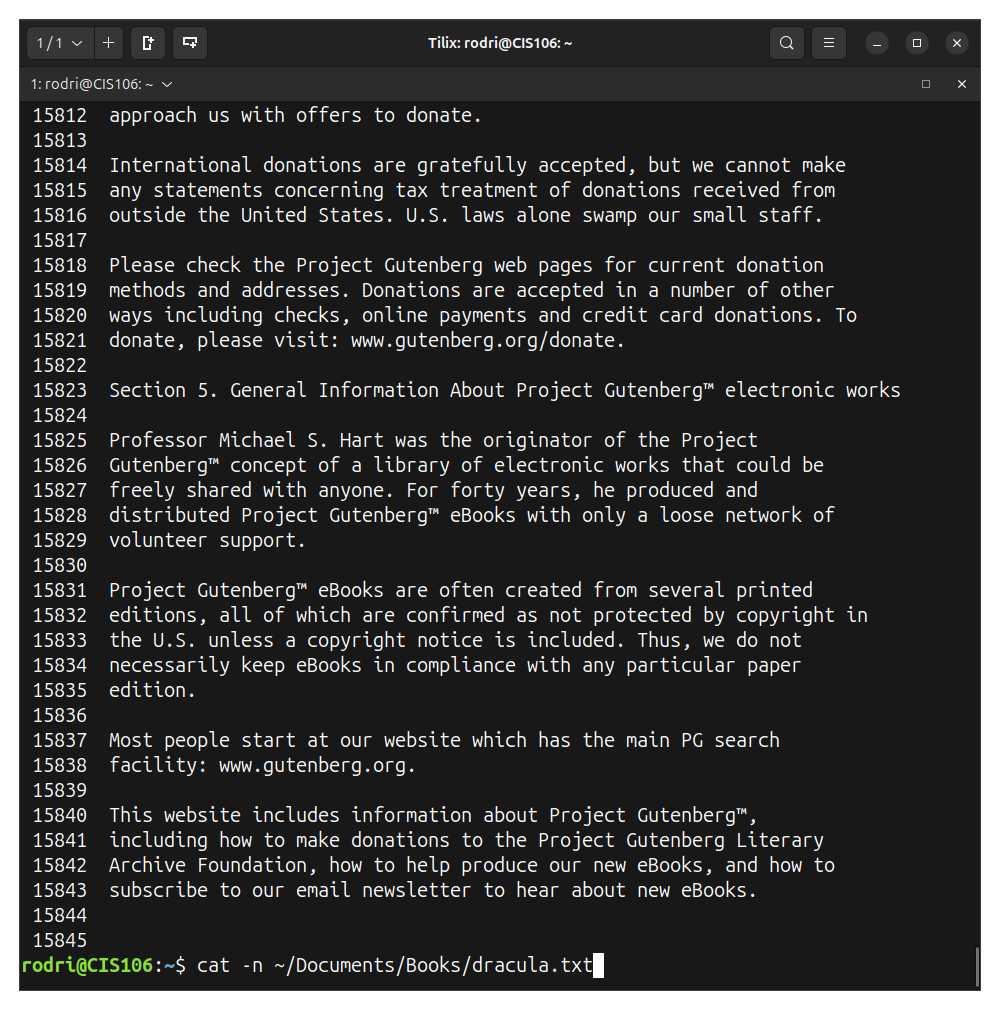 1 / 1
Tilix: rodri@CIS106: ~
1: rodri@CIS106: ~
15812  approach us with offers to donate.
15813
15814  International donations are gratefully accepted, but we cannot make
15815  any statements concerning tax treatment of donations received from
15816  outside the United States. U.S. laws alone swamp our small staff.
15817
15818  Please check the Project Gutenberg web pages for current donation
15819  methods and addresses. Donations are accepted in a number of other
15820  ways including checks, online payments and credit card donations. To
15821  donate, please visit: www.gutenberg.org/donate.
15822
15823  Section 5. General Information About Project Gutenberg™ electronic works
15824
15825  Professor Michael S. Hart was the originator of the Project
15826  Gutenberg™ concept of a library of electronic works that could be
15827  freely shared with anyone. For forty years, he produced and
15828  distributed Project Gutenberg™ eBooks with only a loose network of
15829  volunteer support.
15830
15831  Project Gutenberg™ eBooks are often created from several printed
15832  editions, all of which are confirmed as not protected by copyright in
15833  the U.S. unless a copyright notice is included. Thus, we do not
15834  necessarily keep eBooks in compliance with any particular paper
15835  edition.
15836
15837  Most people start at our website which has the main PG search
15838  facility: www.gutenberg.org.
15839
15840  This website includes information about Project Gutenberg™,
15841  including how to make donations to the Project Gutenberg Literary
15842  Archive Foundation, how to help produce our new eBooks, and how to
15843  subscribe to our email newsletter to hear about new eBooks.
15844
15845
rodri@CIS106:~$ cat -n ~/Documents/Books/dracula.txt